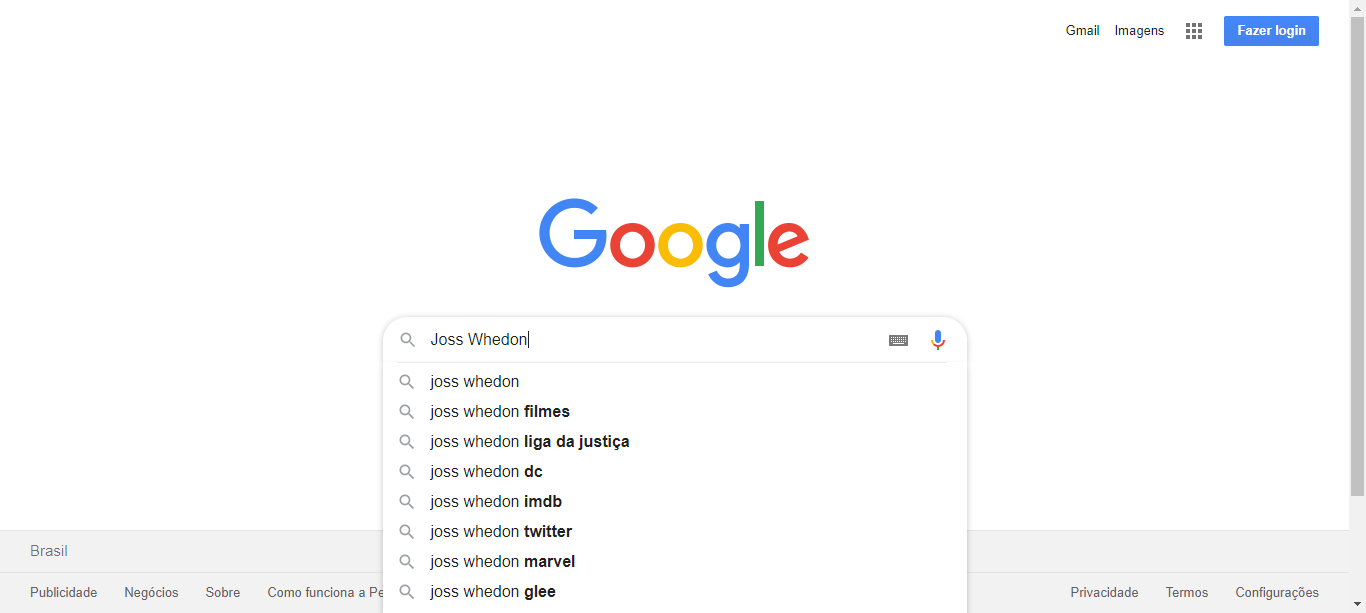 Gmail Imagens Fazer login
Google
Joss Whedon
joss whedon
joss whedon filmes
joss whedon liga da justiça
joss whedon dc
joss whedon imdb
joss whedon twitter
joss whedon marvel
joss whedon glee
Brasil
Publicidade Negócios Sobre Como funciona a Pe
Privacidade Termos Configurações